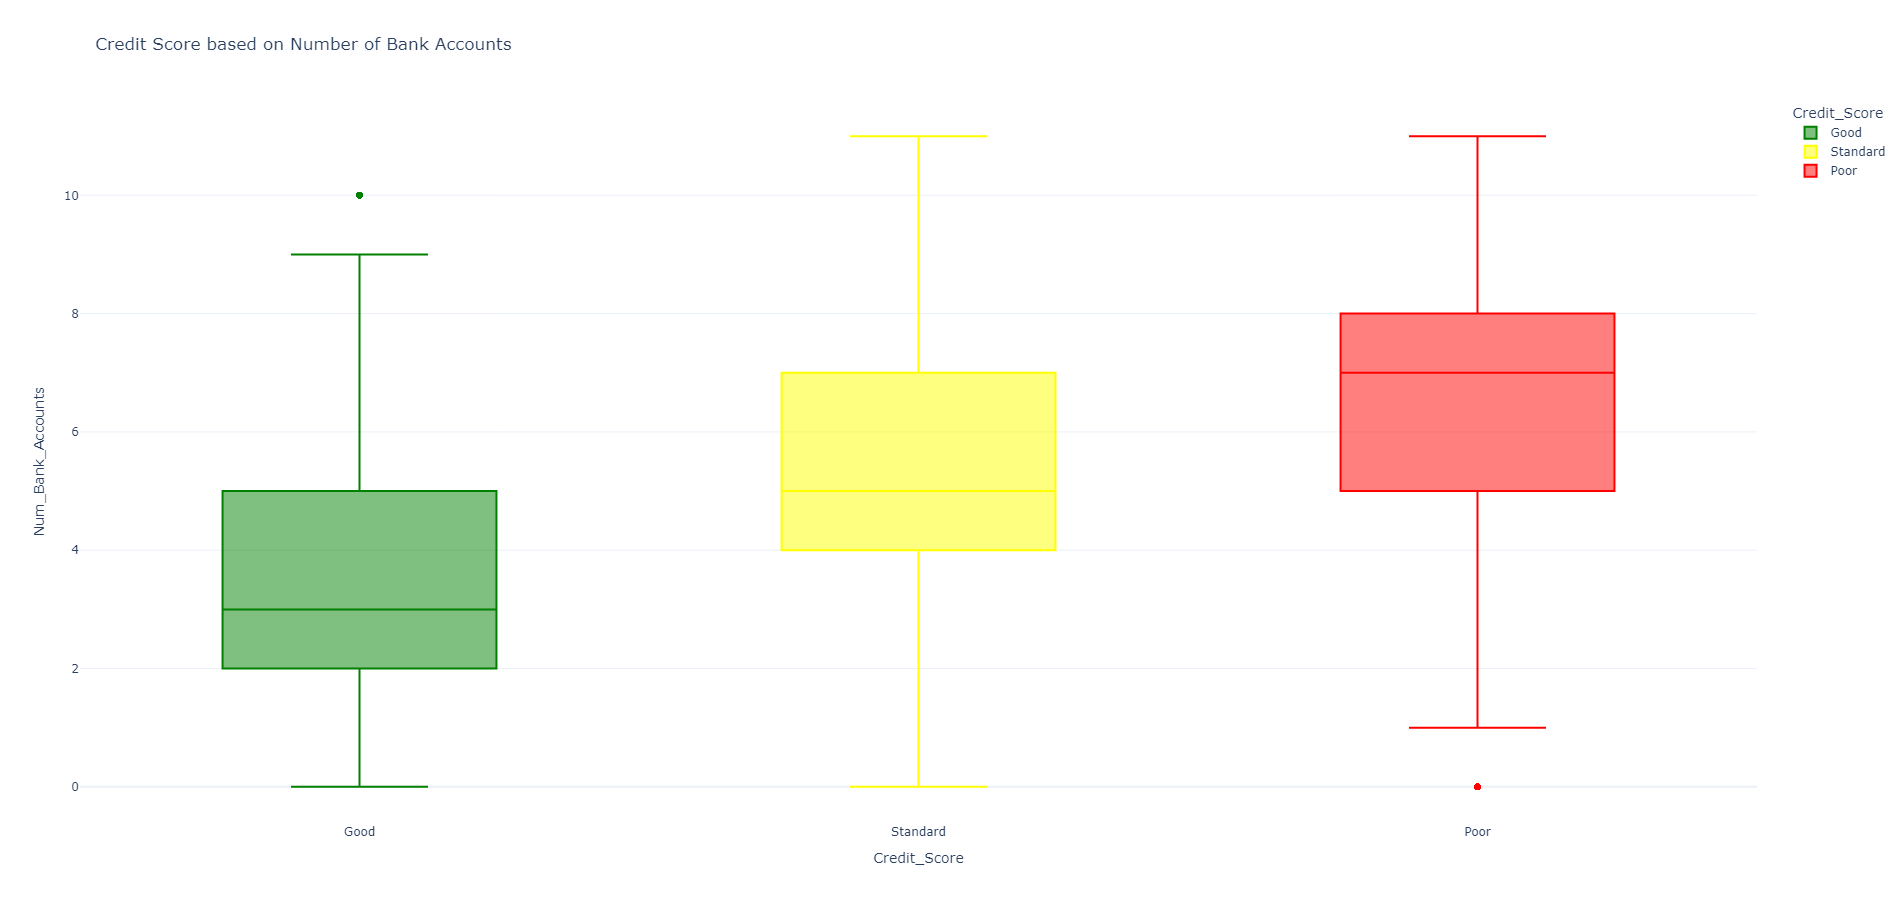 Credit Score based on Number of Bank Accounts
Credit_Score
Good
Standard
Poor
10
8
6
4
2
0
Num_Bank_Accounts
Good
Standard
Poor
Credit_Score